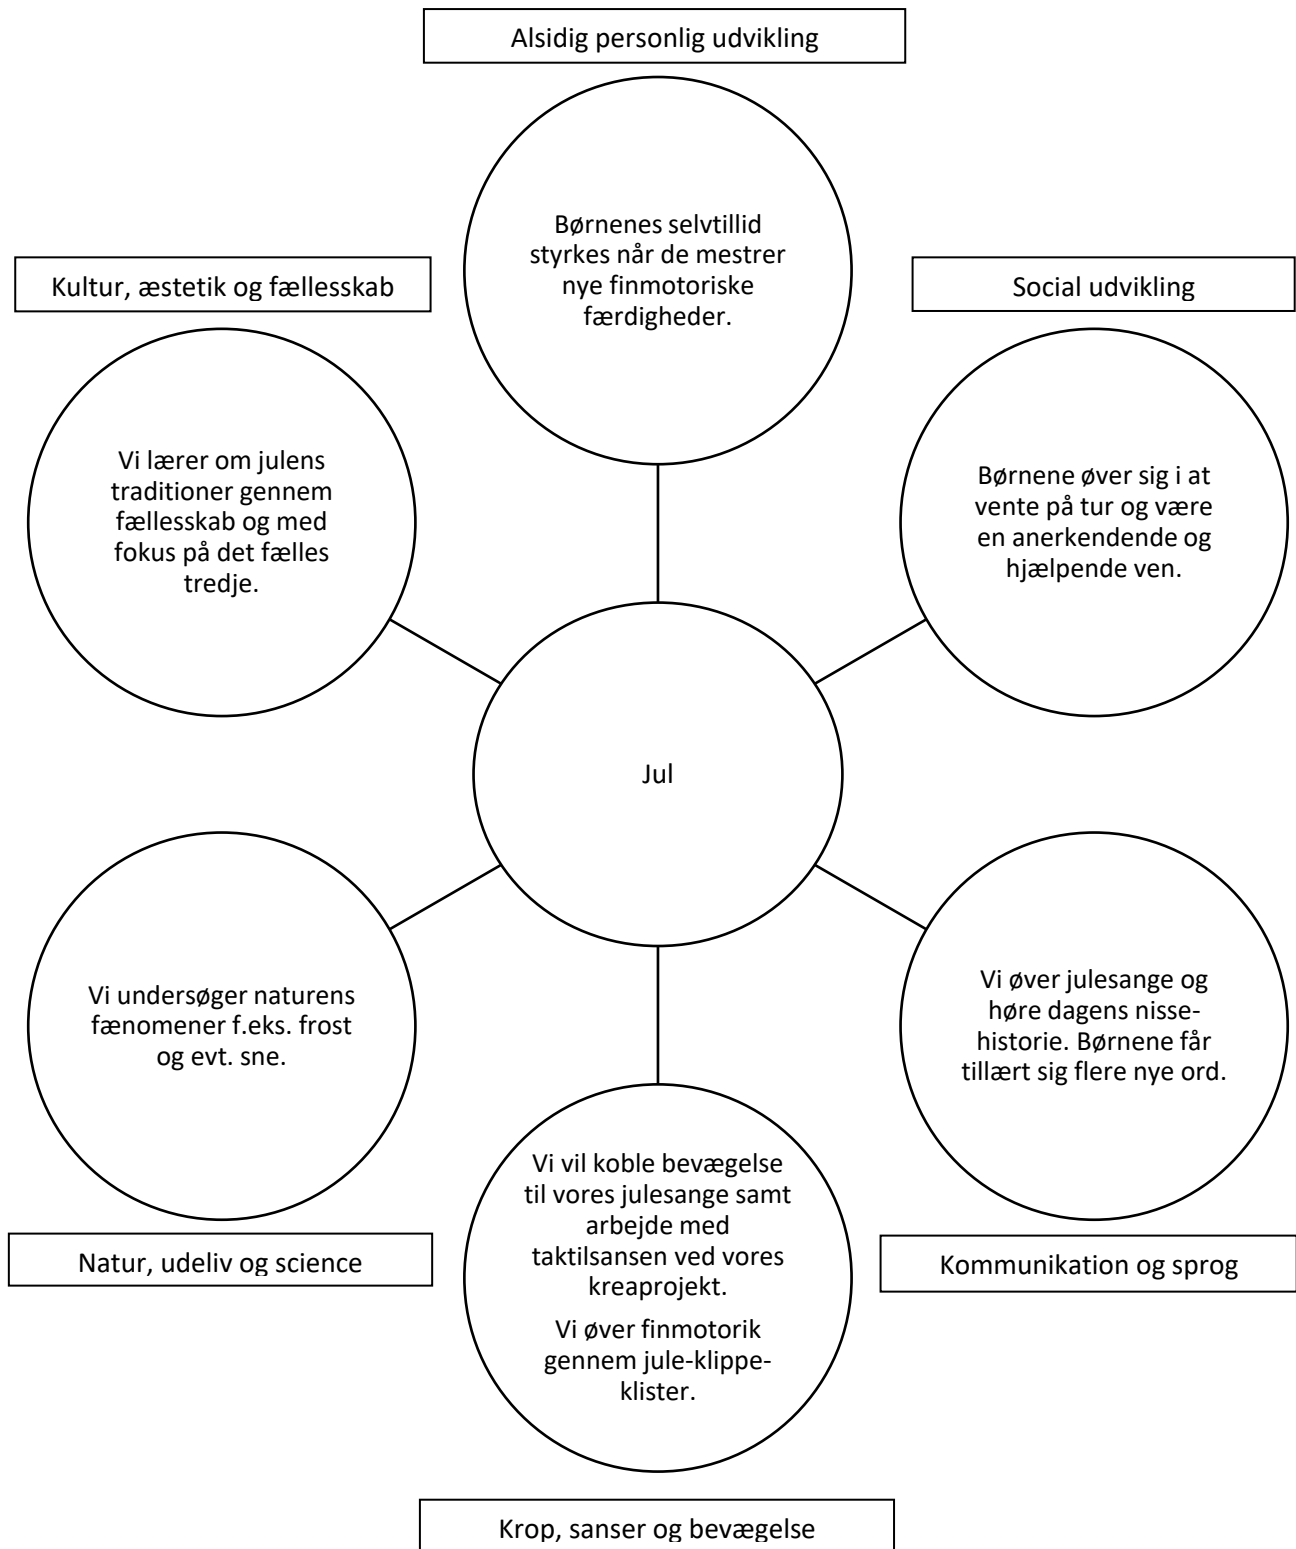 Alsidig personlig udvikling
Børnenes selvtillid
styrkes når de mestrer
nye finmotoriske
færdigheder.
Kultur, æstetik og fællesskab
Vi lærer om julens
traditioner gennem
fællesskab og med
fokus på det fælles
tredje.
Social udvikling
Børnene øver sig i at
vente på tur og være
en anerkendende og
hjælpende ven.
Jul
Vi undersøger naturens
fænomener f.eks. frost
og evt. sne.
Natur, udeliv og science
Vi øver julesange og
høre dagens nisse-
historie. Børnene får
tillært sig flere nye ord.
Kommunikation og sprog
Vi vil koble bevægelse
til vores julesange samt
arbejde med
taktilsansen ved vores
kreaprojekt.
Vi øver finmotorik
gennem jule-klippe-
klister.
Krop, sanser og bevægelse